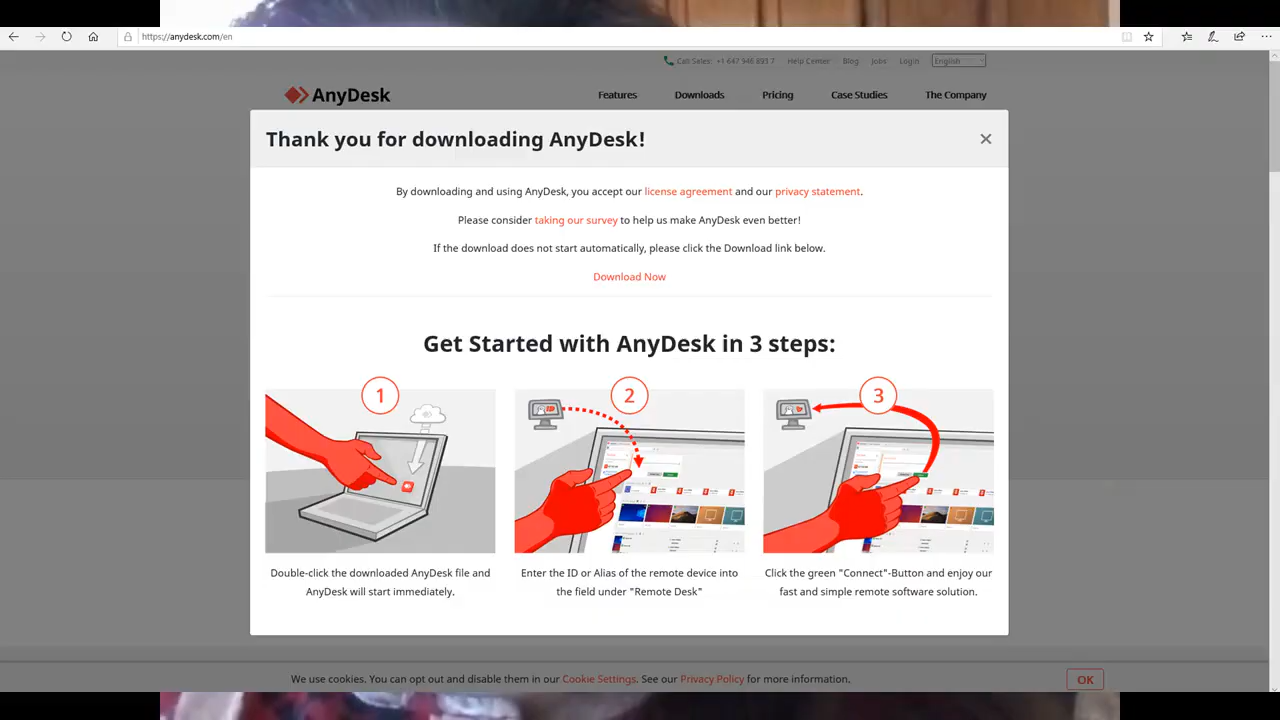 https://anydesk.com/en
Call Sales: +1 647 946 893 7 Help Center Blog Jobs Login English
AnyDesk Features Downloads Pricing Case Studies The Company
Thank you for downloading AnyDesk!
By downloading and using AnyDesk, you accept our license agreement and our privacy statement.
Please consider taking our survey to help us make AnyDesk even better!
If the download does not start automatically, please click the Download link below.
Download Now
Get Started with AnyDesk in 3 steps:
1
2
3
Double-click the downloaded AnyDesk file and
AnyDesk will start immediately.
Enter the ID or Alias of the remote device into
the field under "Remote Desk"
Click the green "Connect"-Button and enjoy our
fast and simple remote software solution.
We use cookies. You can opt out and disable them in our Cookie Settings. See our Privacy Policy for more information.
OK